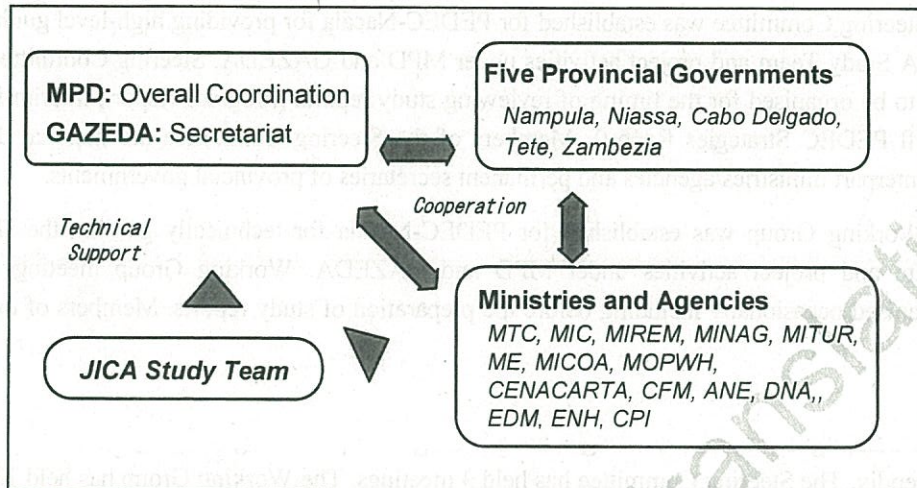 MPD: Overall Coordination
GAZEDA: Secretariat
Five Provincial Governments
Nampula, Niassa, Cabo Delgado,
Tete, Zambezia
Technical
Support
Cooperation
Ministries and Agencies
MTC, MIC, MIREM, MINAG, MITUR,
ME, MICOA, MOPWH,
CENACARTA, CFM, ANE, DNA,,
EDM, ENH, CPI
JICA Study Team